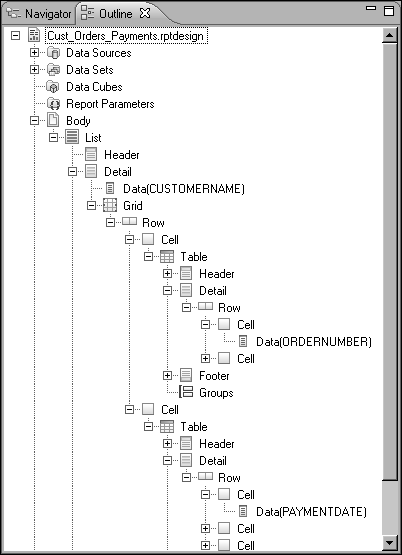 Navigator Outline
Cust_Orders_Payments.rptdesign
Data Sources
Data Sets
Data Cubes
Report Parameters
Body
List
Header
Detail
Data(CUSTOMERNAME)
Grid
Row
Cell
Table
Header
Detail
Row
Cell
Data(ORDERNUMBER)
Cell
Footer
Groups
Cell
Table
Header
Detail
Row
Cell
Data(PAYMENTDATE)
Cell
Cell